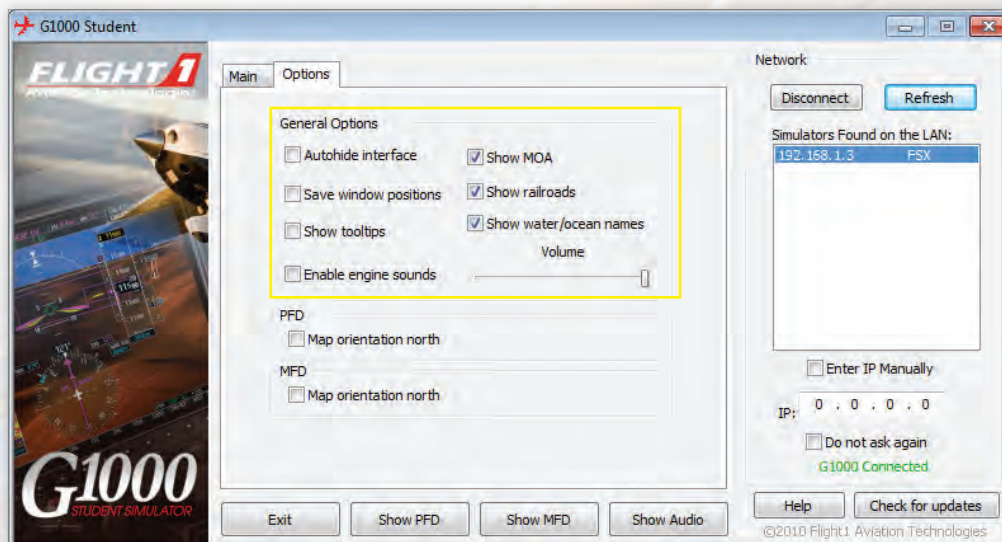 G1000 Student
FLIGHT 1
Main
Options
General Options
Autohide interface
Save window positions
Show tooltips
Enable engine sounds
Show MOA
Show railroads
Show water/ocean names
Volume
PFD
Map orientation north
MFD
Map orientation north
G1000
STUDENT SIMULATOR
Exit
Show PFD
Show MFD
Show Audio
Network
Disconnect
Refresh
Simulators Found on the LAN:
192.168.1.3 FSX
Enter IP Manually
IP: 0 . 0 . 0 . 0
Do not ask again
G1000 Connected
Help
Check for updates
©2010 Flight1 Aviation Technologies